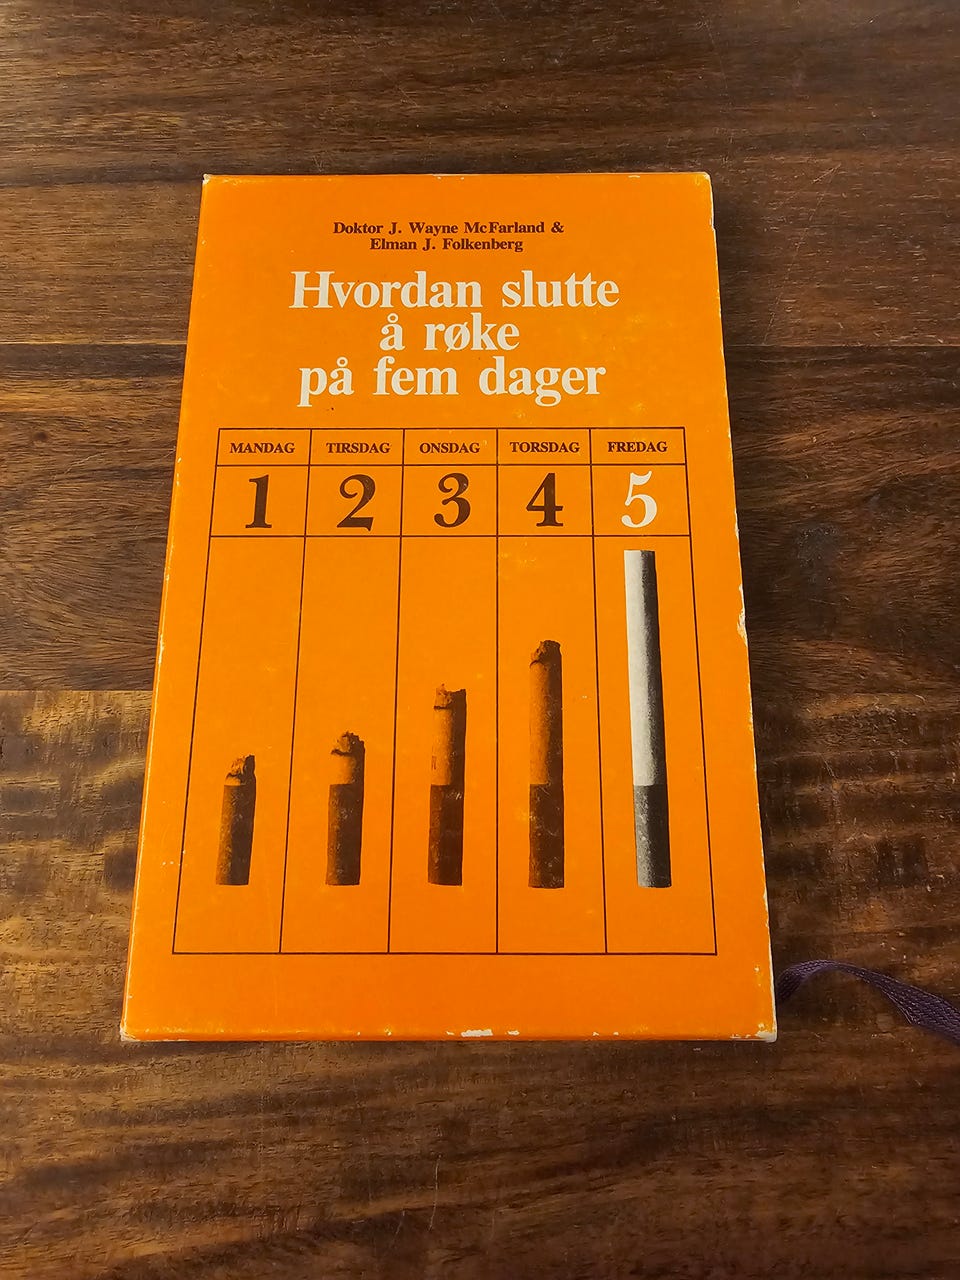 Doktor J. Wayne McFarland &
Elman J. Folkenberg
Hvordan slutte
å røke
på fem dager
MANDAG TIRSDAG ONSDAG TORSDAG FREDAG
1 2 3 4 5